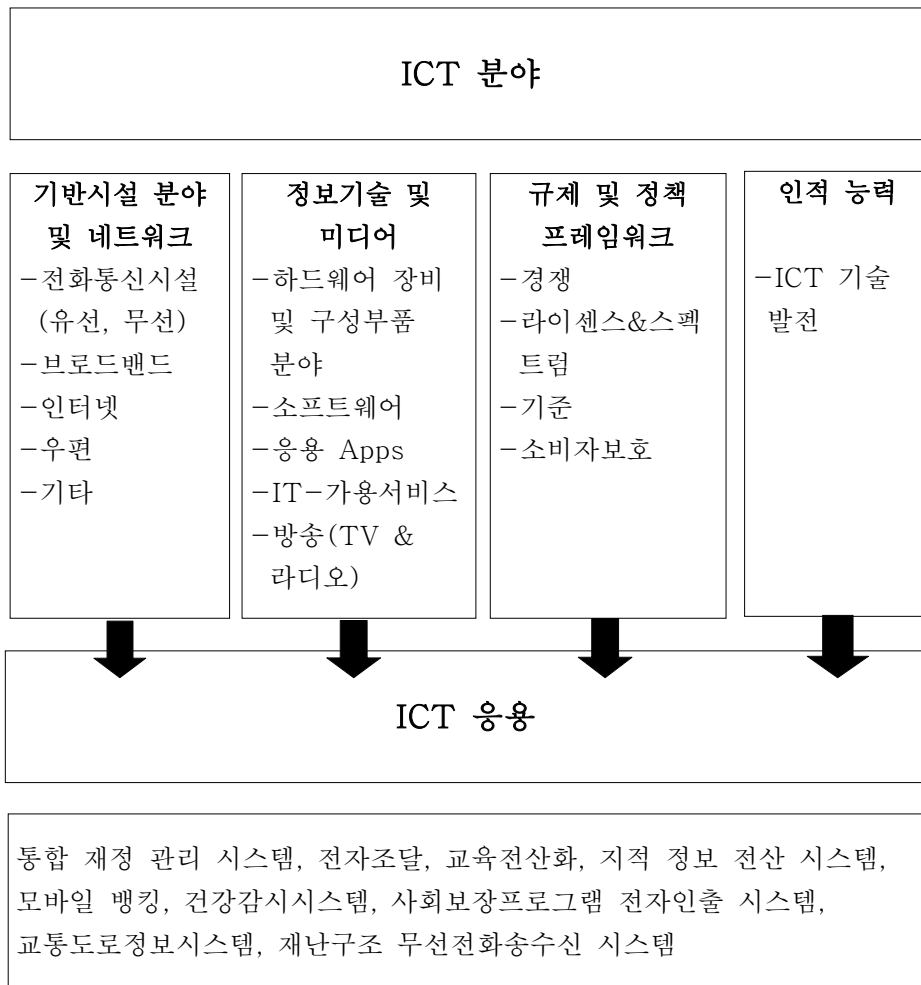 ICT 분야
기반시설 분야
및 네트워크
-전화통신시설
(유선, 무선)
-브로드밴드
-인터넷
-우편
-기타
정보기술 및
미디어
-하드웨어 장비
및 구성부품
분야
-소프트웨어
-응용 Apps
-IT-가용서비스
-방송(TV &
라디오)
규제 및 정책
프레임워크
-경쟁
-라이센스&스펙
트럼
-기준
-소비자보호
인적 능력
-ICT 기술
발전
ICT 응용
통합 재정 관리 시스템, 전자조달, 교육전산화, 지적 정보 전산 시스템,
모바일 뱅킹, 건강감시시스템, 사회보장프로그램 전자인출 시스템,
교통도로정보시스템, 재난구조 무선전화송수신 시스템